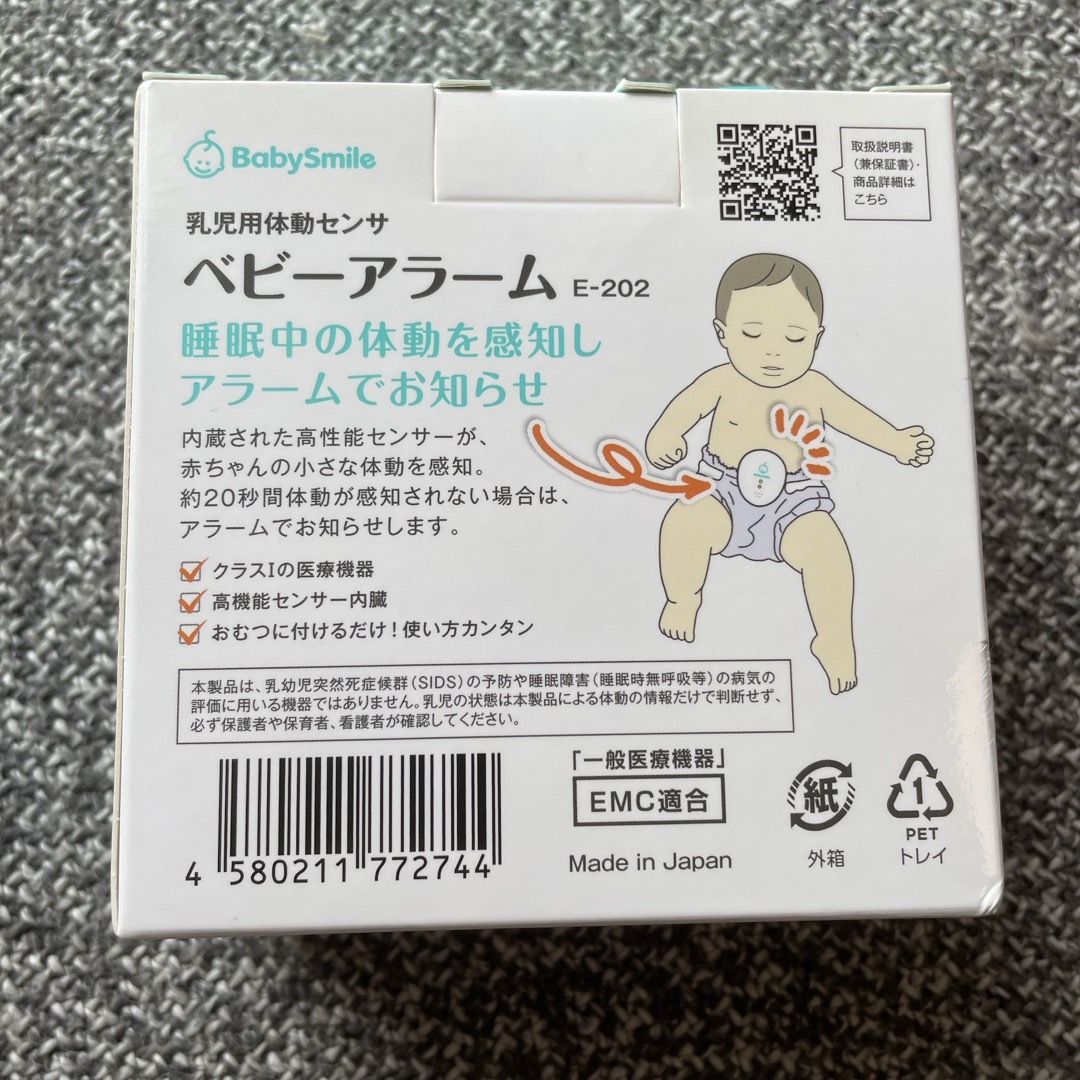 BabySmile
取扱説明書
(兼保証書)・
商品詳細は
こちら
乳児用体動センサ
ベビーアラーム E-202
睡眠中の体動を感知し
アラームでお知らせ
内蔵された高性能センサーが、
赤ちゃんの小さな体動を感知。
約20秒間体動が感知されない場合は、
アラームでお知らせします。
クラスIの医療機器
高機能センサー内臓
おむつに付けるだけ!使い方カンタン
本製品は、乳幼児突然死症候群(SIDS)の予防や睡眠障害(睡眠時無呼吸等)の病気の
評価に用いる機器ではありません。乳児の状態は本製品による体動の情報だけで判断せず、
必ず保護者や保育者、看護者が確認してください。
4 580211 772744
「一般医療機器」
EMC適合
Made in Japan
紙
外箱
1
PET
トレイ